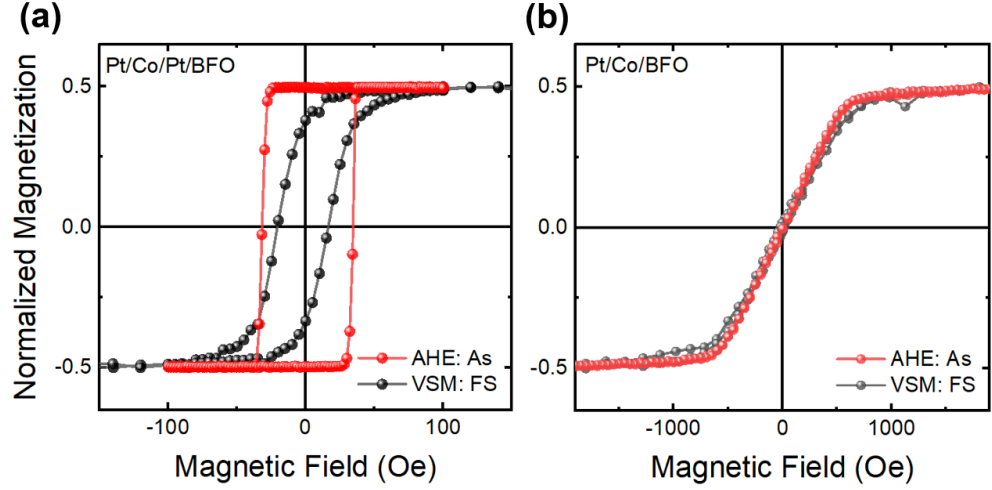 (a)
Pt/Co/Pt/BFO
Normalized Magnetization
0.5
0.0
-0.5
AHE: As
VSM: FS
-100
0
100
Magnetic Field (Oe)
(b)
Pt/Co/BFO
0.5
0.0
-0.5
AHE: As
VSM: FS
-1000
0
1000
Magnetic Field (Oe)